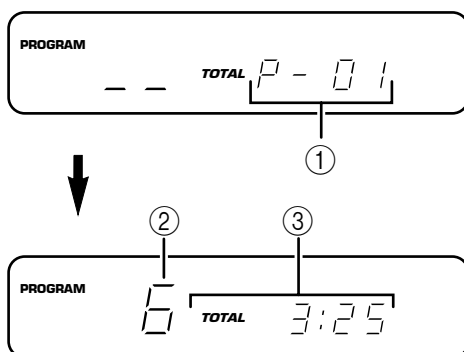 PROGRAM
_ _ TOTAL P - 01
①
② ③
PROGRAM
6 TOTAL 3:25